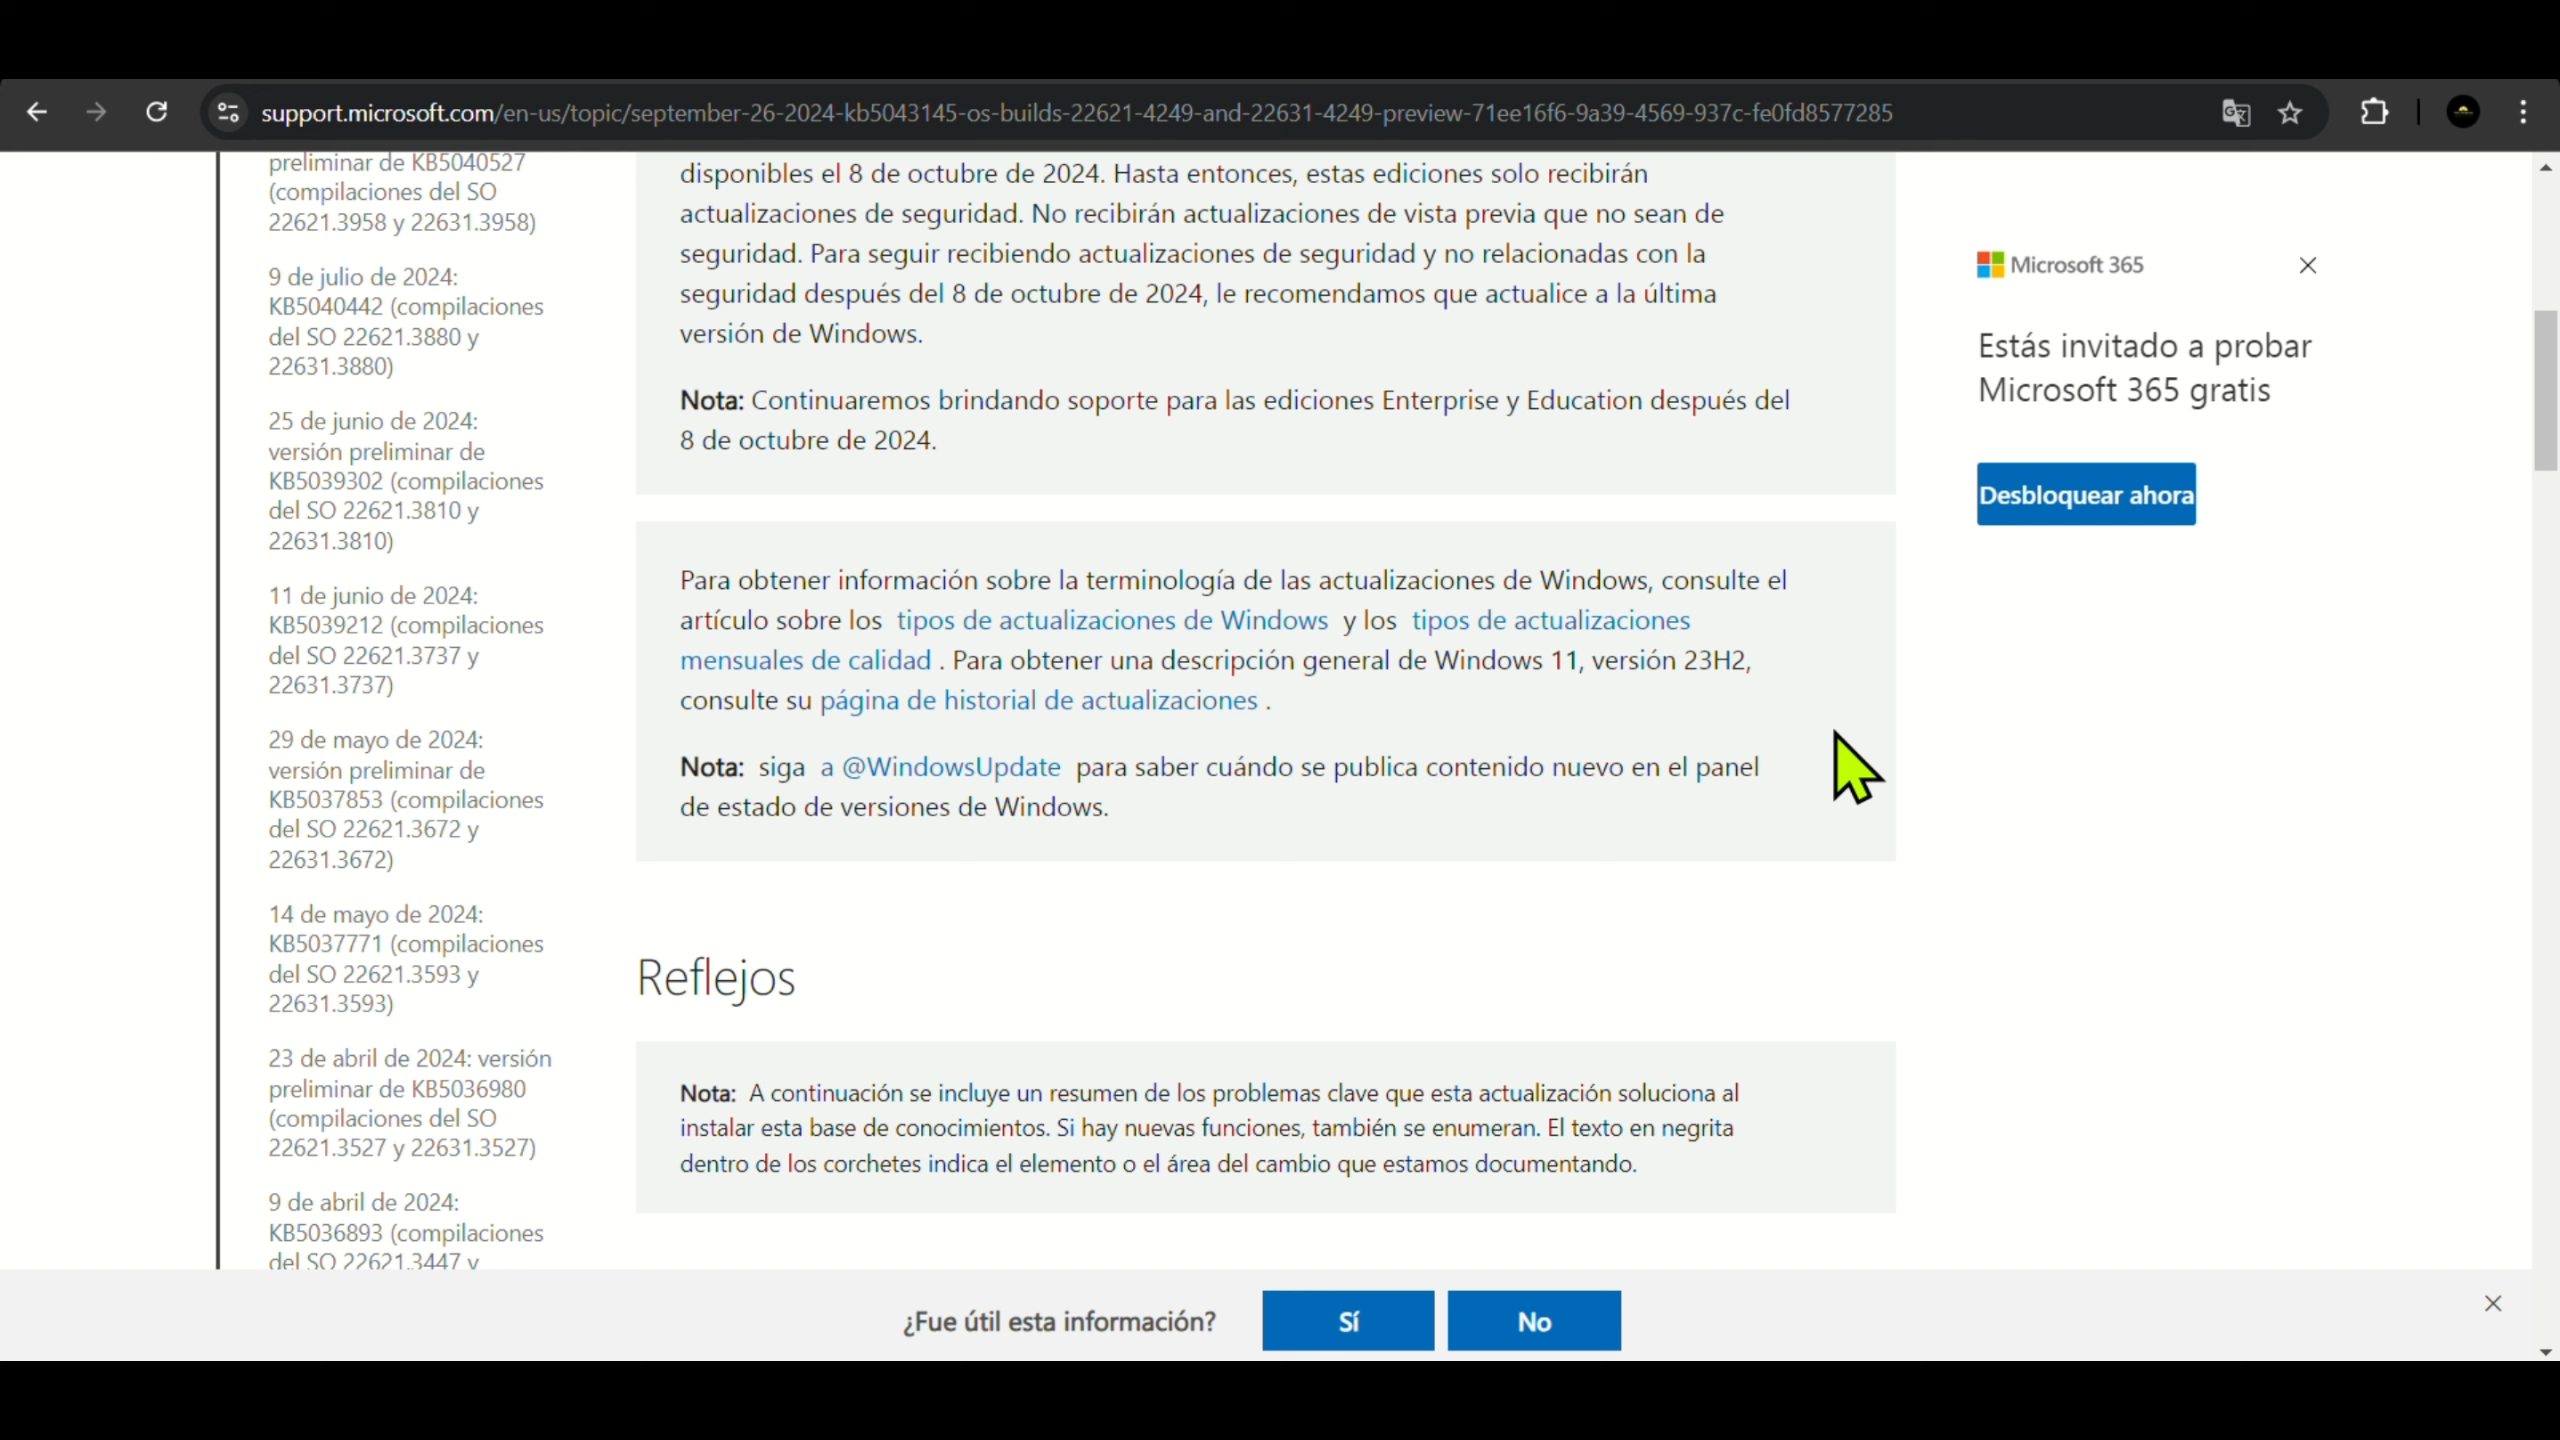 support.microsoft.com/en-us/topic/september-26-2024-kb5043145-os-builds-22621-4249-and-22631-4249-preview-71ee16f6-9a39-4569-937c-fe0fd8577285
preliminar de KB5040527
(compilaciones del SO
22621.3958 y 22631.3958)
9 de julio de 2024:
KB5040442 (compilaciones
del SO 22621.3880 y
22631.3880)
25 de junio de 2024:
versión preliminar de
KB5039302 (compilaciones
del SO 22621.3810 y
22631.3810)
11 de junio de 2024:
KB5039212 (compilaciones
del SO 22621.3737 y
22631.3737)
29 de mayo de 2024:
versión preliminar de
KB5037853 (compilaciones
del SO 22621.3672 y
22631.3672)
14 de mayo de 2024:
KB5037771 (compilaciones
del SO 22621.3593 y
22631.3593)
23 de abril de 2024: versión
preliminar de KB5036980
(compilaciones del SO
22621.3527 y 22631.3527)
9 de abril de 2024:
KB5036893 (compilaciones
del SO 22621.3447 y
disponibles el 8 de octubre de 2024. Hasta entonces, estas ediciones solo recibirán
actualizaciones de seguridad. No recibirán actualizaciones de vista previa que no sean de
seguridad. Para seguir recibiendo actualizaciones de seguridad y no relacionadas con la
seguridad después del 8 de octubre de 2024, le recomendamos que actualice a la última
versión de Windows.
Nota: Continuaremos brindando soporte para las ediciones Enterprise y Education después del
8 de octubre de 2024.
Para obtener información sobre la terminología de las actualizaciones de Windows, consulte el
artículo sobre los tipos de actualizaciones de Windows y los tipos de actualizaciones
mensuales de calidad . Para obtener una descripción general de Windows 11, versión 23H2,
consulte su página de historial de actualizaciones .
Nota: siga a @WindowsUpdate para saber cuándo se publica contenido nuevo en el panel
de estado de versiones de Windows.
Reflejos
Nota: A continuación se incluye un resumen de los problemas clave que esta actualización soluciona al
instalar esta base de conocimientos. Si hay nuevas funciones, también se enumeran. El texto en negrita
dentro de los corchetes indica el elemento o el área del cambio que estamos documentando.
Microsoft 365
Estás invitado a probar
Microsoft 365 gratis
Desbloquear ahora
¿Fue útil esta información?
Sí
No